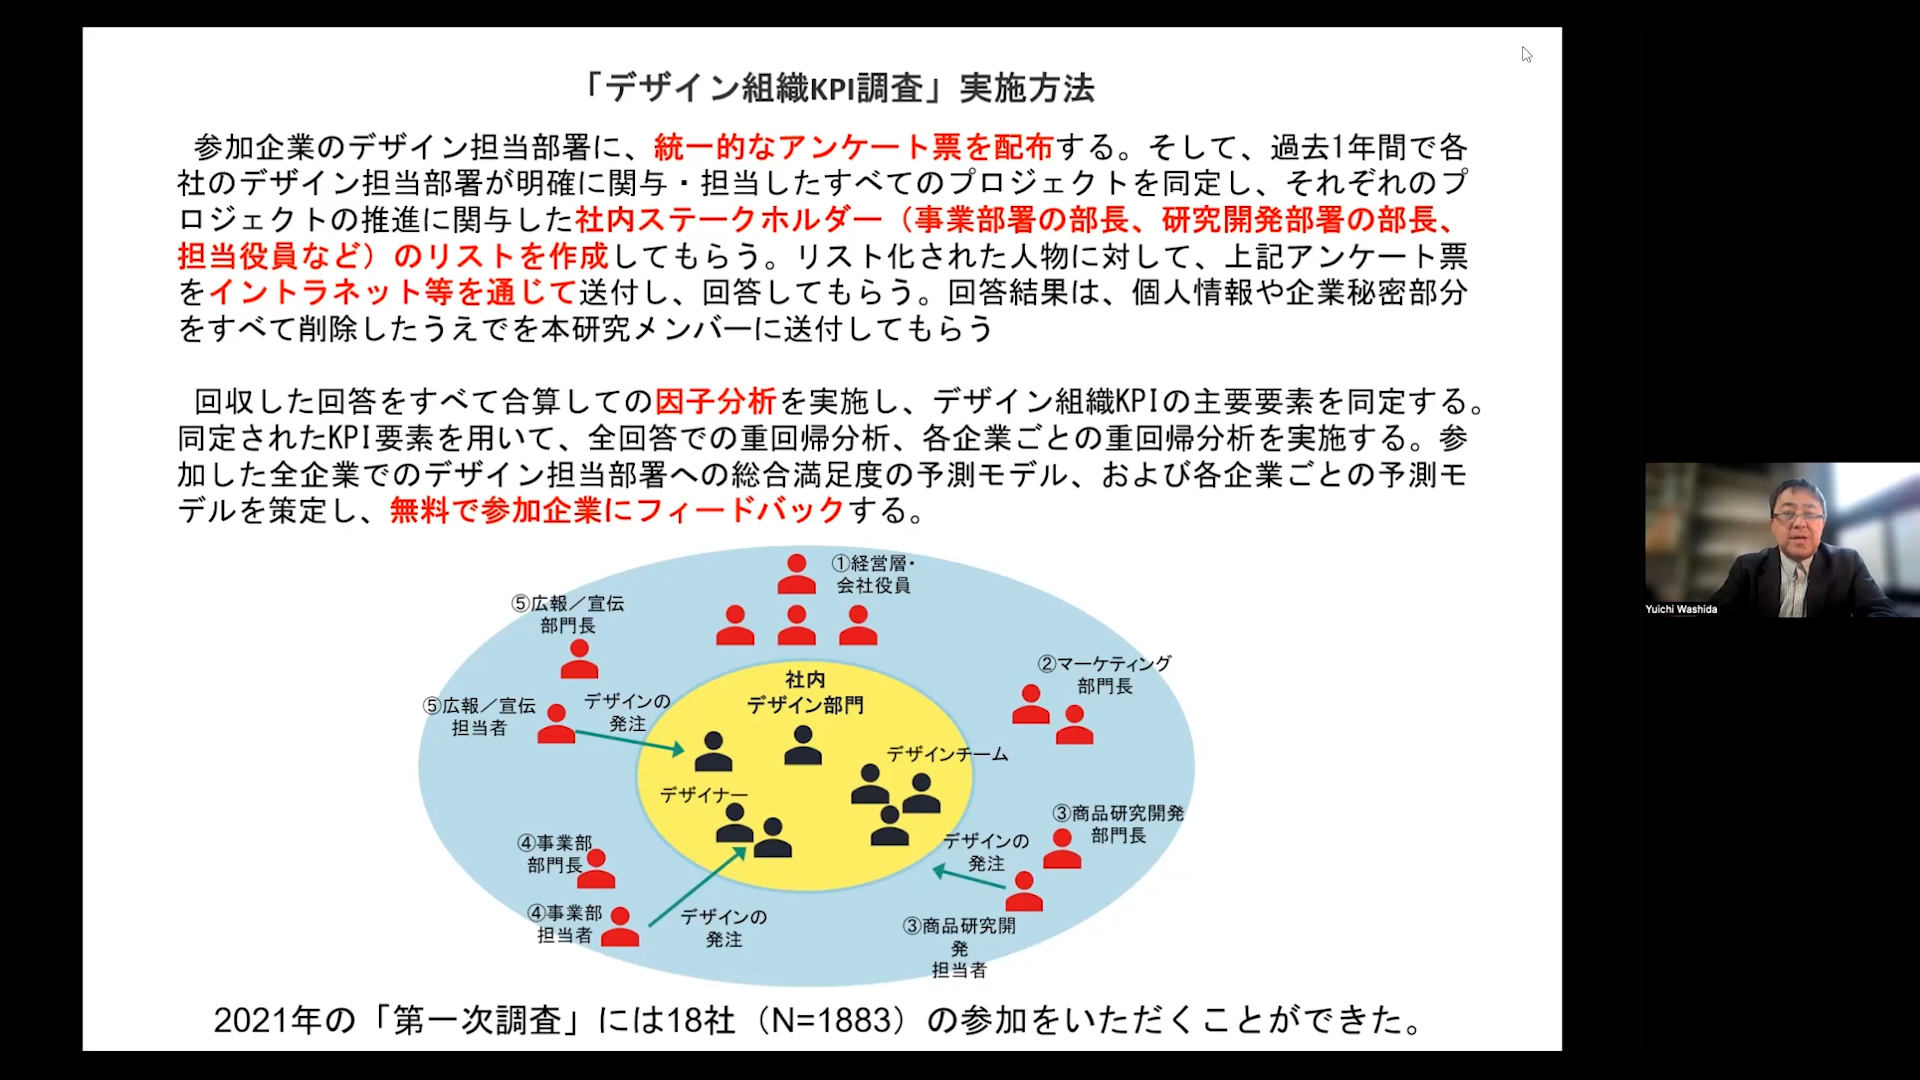 「デザイン組織KPI調査」実施方法
参加企業のデザイン担当部署に、統一的なアンケート票を配布する。そして、過去1年間で各
社のデザイン担当部署が明確に関与・担当したすべてのプロジェクトを同定し、それぞれのプ
ロジェクトの推進に関与した社内ステークホルダー（事業部署の部長、研究開発部署の部長、
担当役員など）のリストを作成してもらう。リスト化された人物に対して、上記アンケート票
をイントラネット等を通じて送付し、回答してもらう。回答結果は、個人情報や企業秘密部分
をすべて削除したうえでを本研究メンバーに送付してもらう
回収した回答をすべて合算しての因子分析を実施し、デザイン組織KPIの主要要素を同定する。
同定されたKPI要素を用いて、全回答での重回帰分析、各企業ごとの重回帰分析を実施する。参
加した全企業でのデザイン担当部署への総合満足度の予測モデル、および各企業ごとの予測モ
デルを策定し、無料で参加企業にフィードバックする。
①経営層・
会社役員
⑤広報／宣伝
部門長
②マーケティング
部門長
社内
デザイン部門
⑤広報／宣伝
担当者
デザインの
発注
デザインチーム
デザイナー
③商品研究開発
部門長
デザインの
発注
④事業部
部門長
④事業部
担当者
デザインの
発注
③商品研究開
発
担当者
2021年の「第一次調査」には18社（N=1883）の参加をいただくことができた。
Yuichi Washida